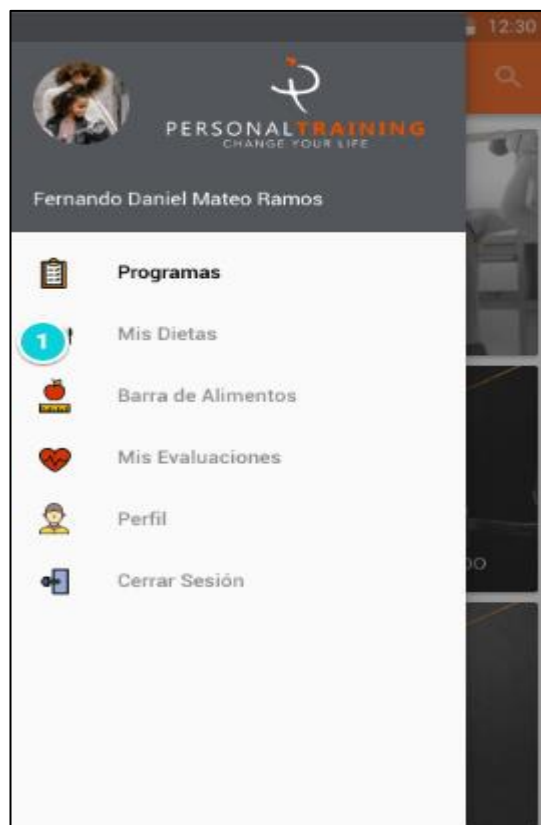 12:30
PERSONALTRAINING
CHANGE YOUR LIFE
Fernando Daniel Mateo Ramos
Programas
1
Mis Dietas
Barra de Alimentos
Mis Evaluaciones
Perfil
DO
Cerrar Sesión